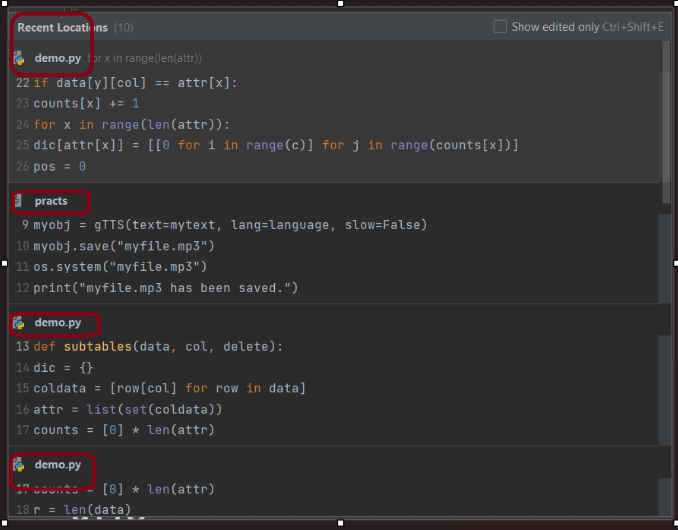 Recent Locations (10) Show edited only Ctrl+Shift+E
demo.py for x in range(len(attr))
22 if data[y][col] == attr[x]:
23 counts[x] += 1
24 for x in range(len(attr)):
25 dic[attr[x]] = [[0 for i in range(c)] for j in range(counts[x])]
26 pos = 0
practs
9 myobj = gTTS(text=mytext, lang=language, slow=False)
10 myobj.save("myfile.mp3")
11 os.system("myfile.mp3")
12 print("myfile.mp3 has been saved.")
demo.py
13 def subtables(data, col, delete):
14 dic = {}
15 coldata = [row[col] for row in data]
16 attr = list(set(coldata))
17 counts = [0] * len(attr)
demo.py
17 counts = [0] * len(attr)
18 r = len(data)